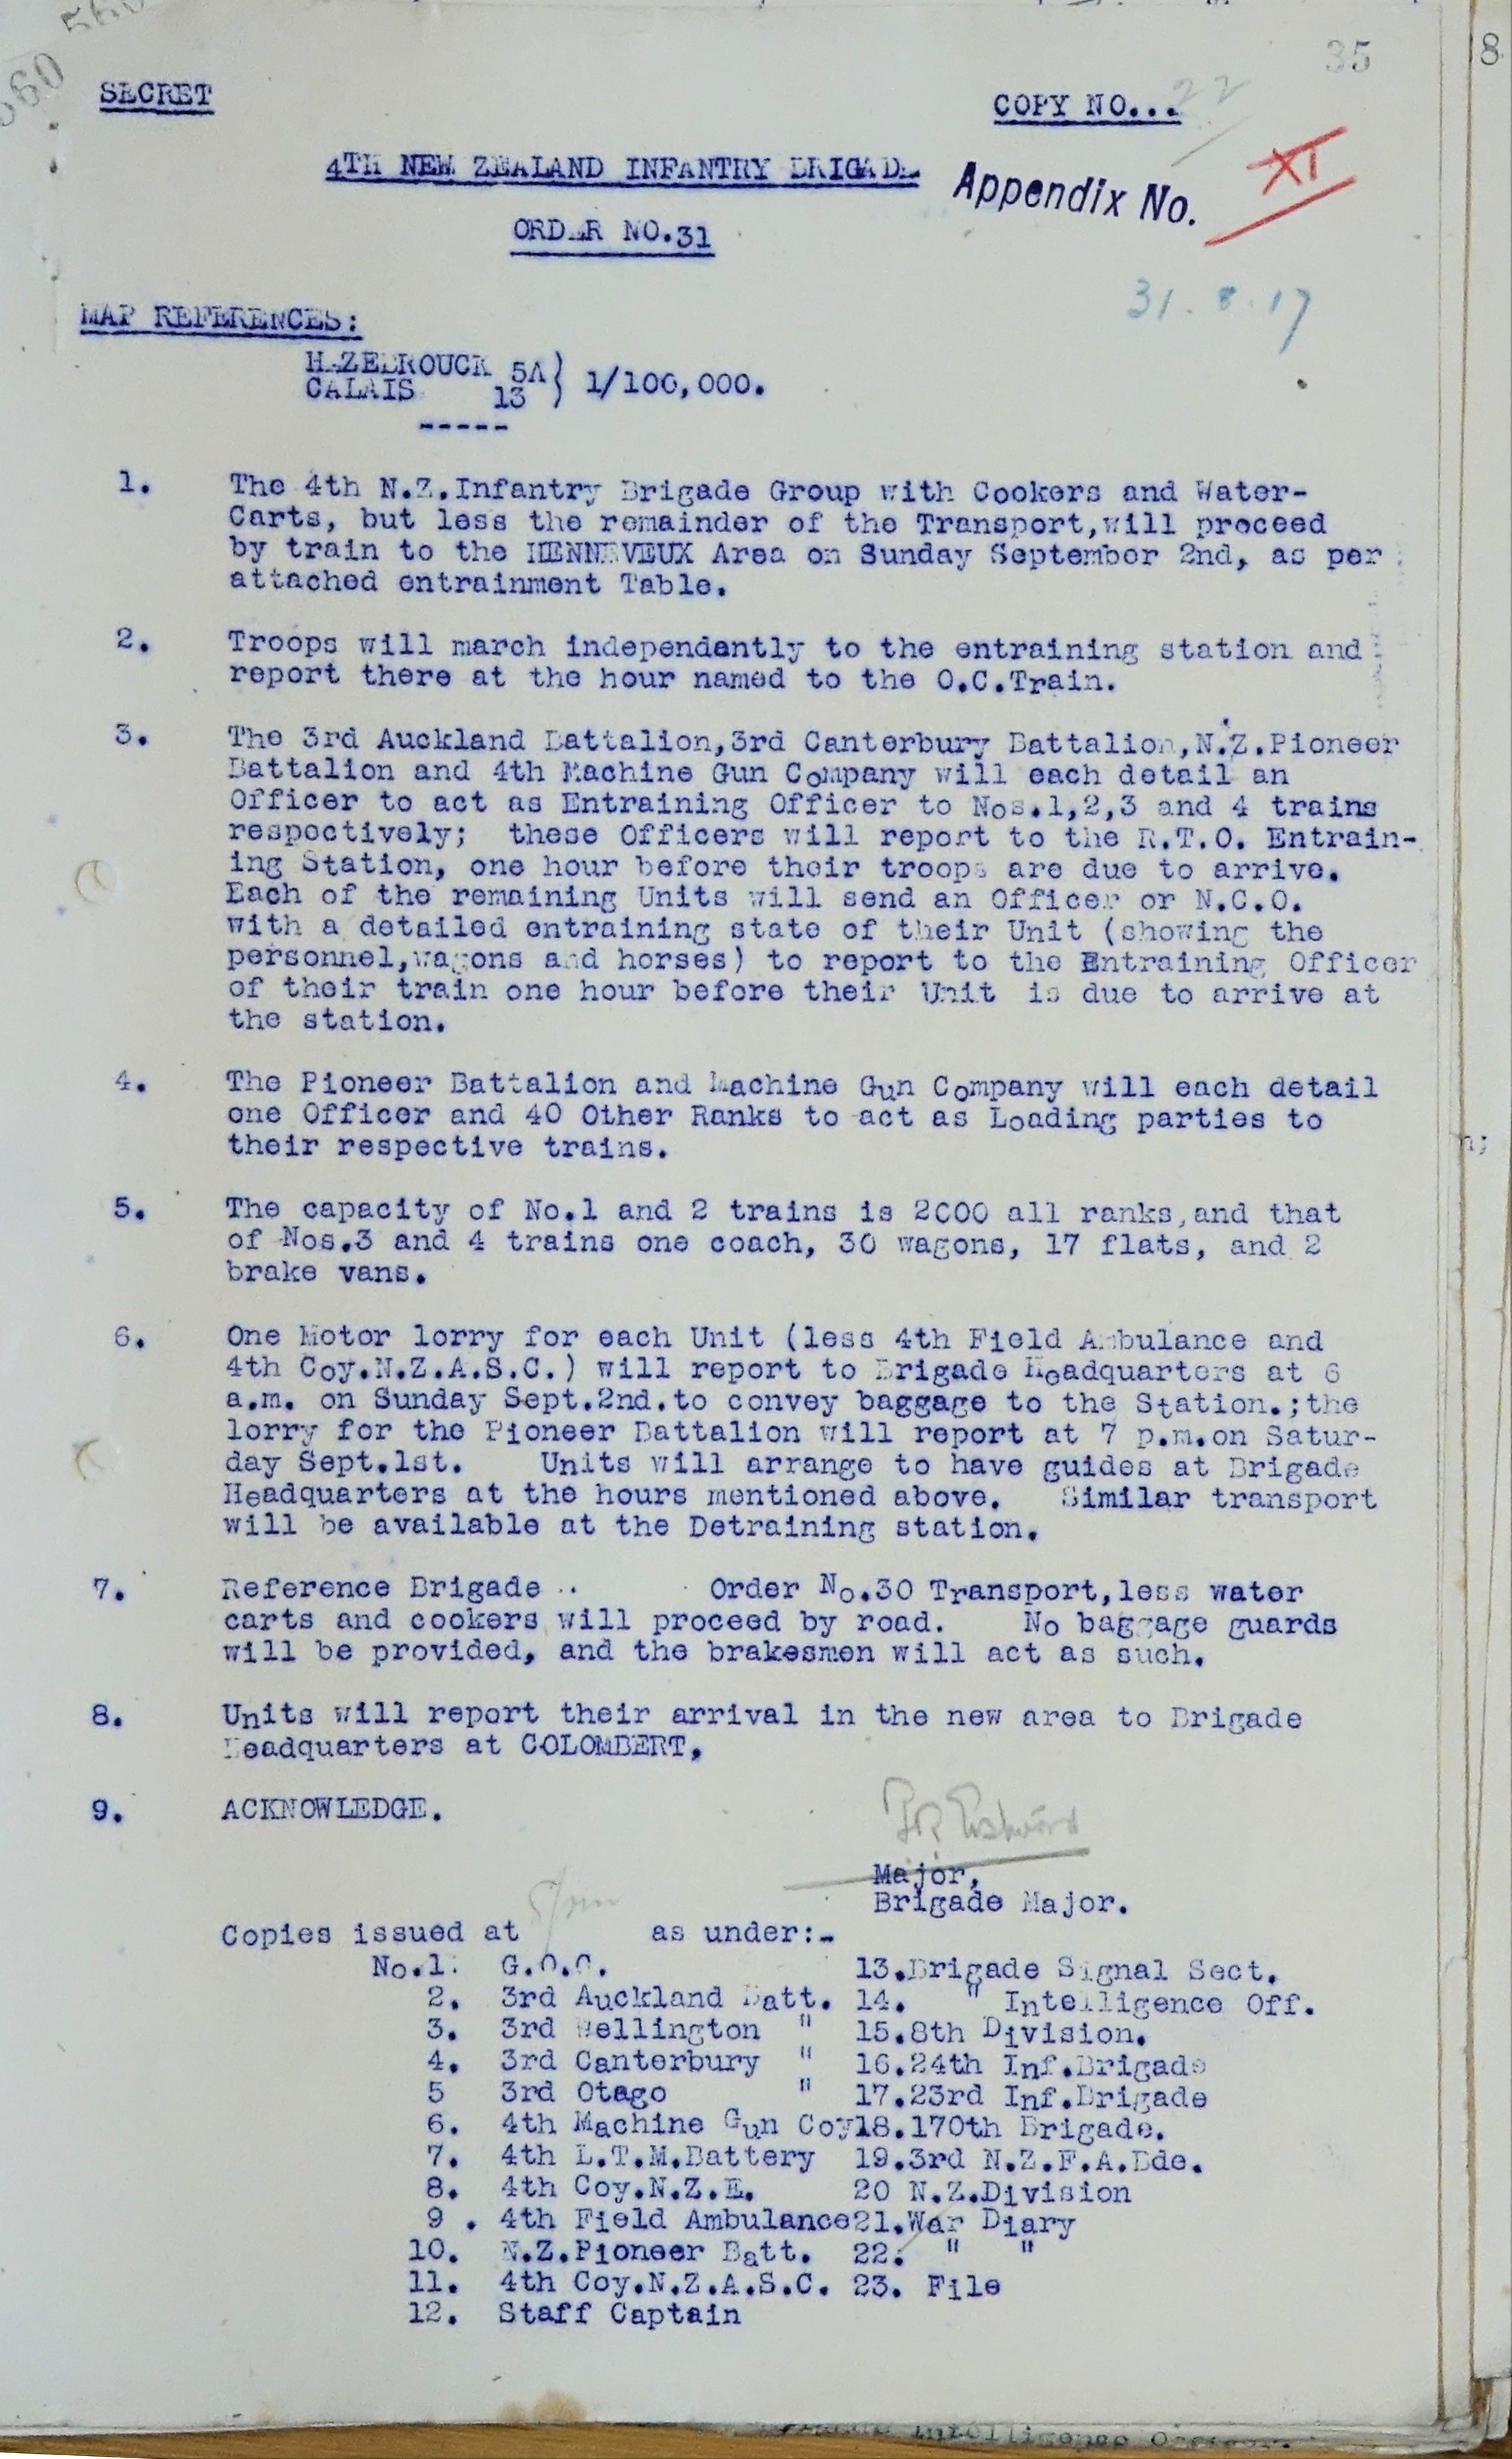 560 560
35
8
SECRET
COPY NO... 22
4TH NEW ZEALAND INFANTRY BRIGADE
Appendix No. XI
ORDER NO.31
31.8.17
MAP REFERENCES:
HAZEBROUCK 5A } 1/100,000.
CALAIS 13
-----
1. The 4th N.Z.Infantry Brigade Group with Cookers and Water-
Carts, but less the remainder of the Transport,will proceed
by train to the HENNEVEUX Area on Sunday September 2nd, as per
attached entrainment Table.
2. Troops will march independently to the entraining station and
report there at the hour named to the O.C.Train.
3. The 3rd Auckland Battalion,3rd Canterbury Battalion,N.Z.Pioneer
Battalion and 4th Machine Gun Company will each detail an
Officer to act as Entraining Officer to Nos.1,2,3 and 4 trains
respectively; these Officers will report to the R.T.O. Entrain-
ing Station, one hour before their troops are due to arrive.
Each of the remaining Units will send an Officer or N.C.O.
with a detailed entraining state of their Unit (showing the
personnel,wagons and horses) to report to the Entraining Officer
of their train one hour before their Unit is due to arrive at
the station.
4. The Pioneer Battalion and Machine Gun Company will each detail
one Officer and 40 Other Ranks to act as Loading parties to
their respective trains.
n;
5. The capacity of No.1 and 2 trains is 2000 all ranks,and that
of Nos.3 and 4 trains one coach, 30 wagons, 17 flats, and 2
brake vans.
6. One Motor lorry for each Unit (less 4th Field Ambulance and
4th Coy.N.Z.A.S.C.) will report to Brigade Headquarters at 6
a.m. on Sunday Sept.2nd.to convey baggage to the Station.;the
lorry for the Pioneer Battalion will report at 7 p.m.on Satur-
day Sept.1st. Units will arrange to have guides at Brigade
Headquarters at the hours mentioned above. Similar transport
will be available at the Detraining station.
7. Reference Brigade .. Order No.30 Transport,less water
carts and cookers will proceed by road. No baggage guards
will be provided, and the brakesmen will act as such.
8. Units will report their arrival in the new area to Brigade
Headquarters at COLOMBERT.
9. ACKNOWLEDGE.
Major,
Brigade Major.
Copies issued at 5pm as under:-
No.1. G.O.C. 13.Brigade Signal Sect.
2. 3rd Auckland Batt. 14. " Intelligence Off.
3. 3rd Wellington " 15.8th Division.
4. 3rd Canterbury " 16.24th Inf.Brigade
5 3rd Otago " 17.23rd Inf.Brigade
6. 4th Machine Gun Coy18.170th Brigade.
7. 4th L.T.M.Battery 19.3rd N.Z.F.A.Bde.
8. 4th Coy.N.Z.E. 20 N.Z.Division
9 . 4th Field Ambulance21.War Diary
10. N.Z.Pioneer Batt. 22. " "
11. 4th Coy.N.Z.A.S.C. 23. File
12. Staff Captain
Intelligence Officer.